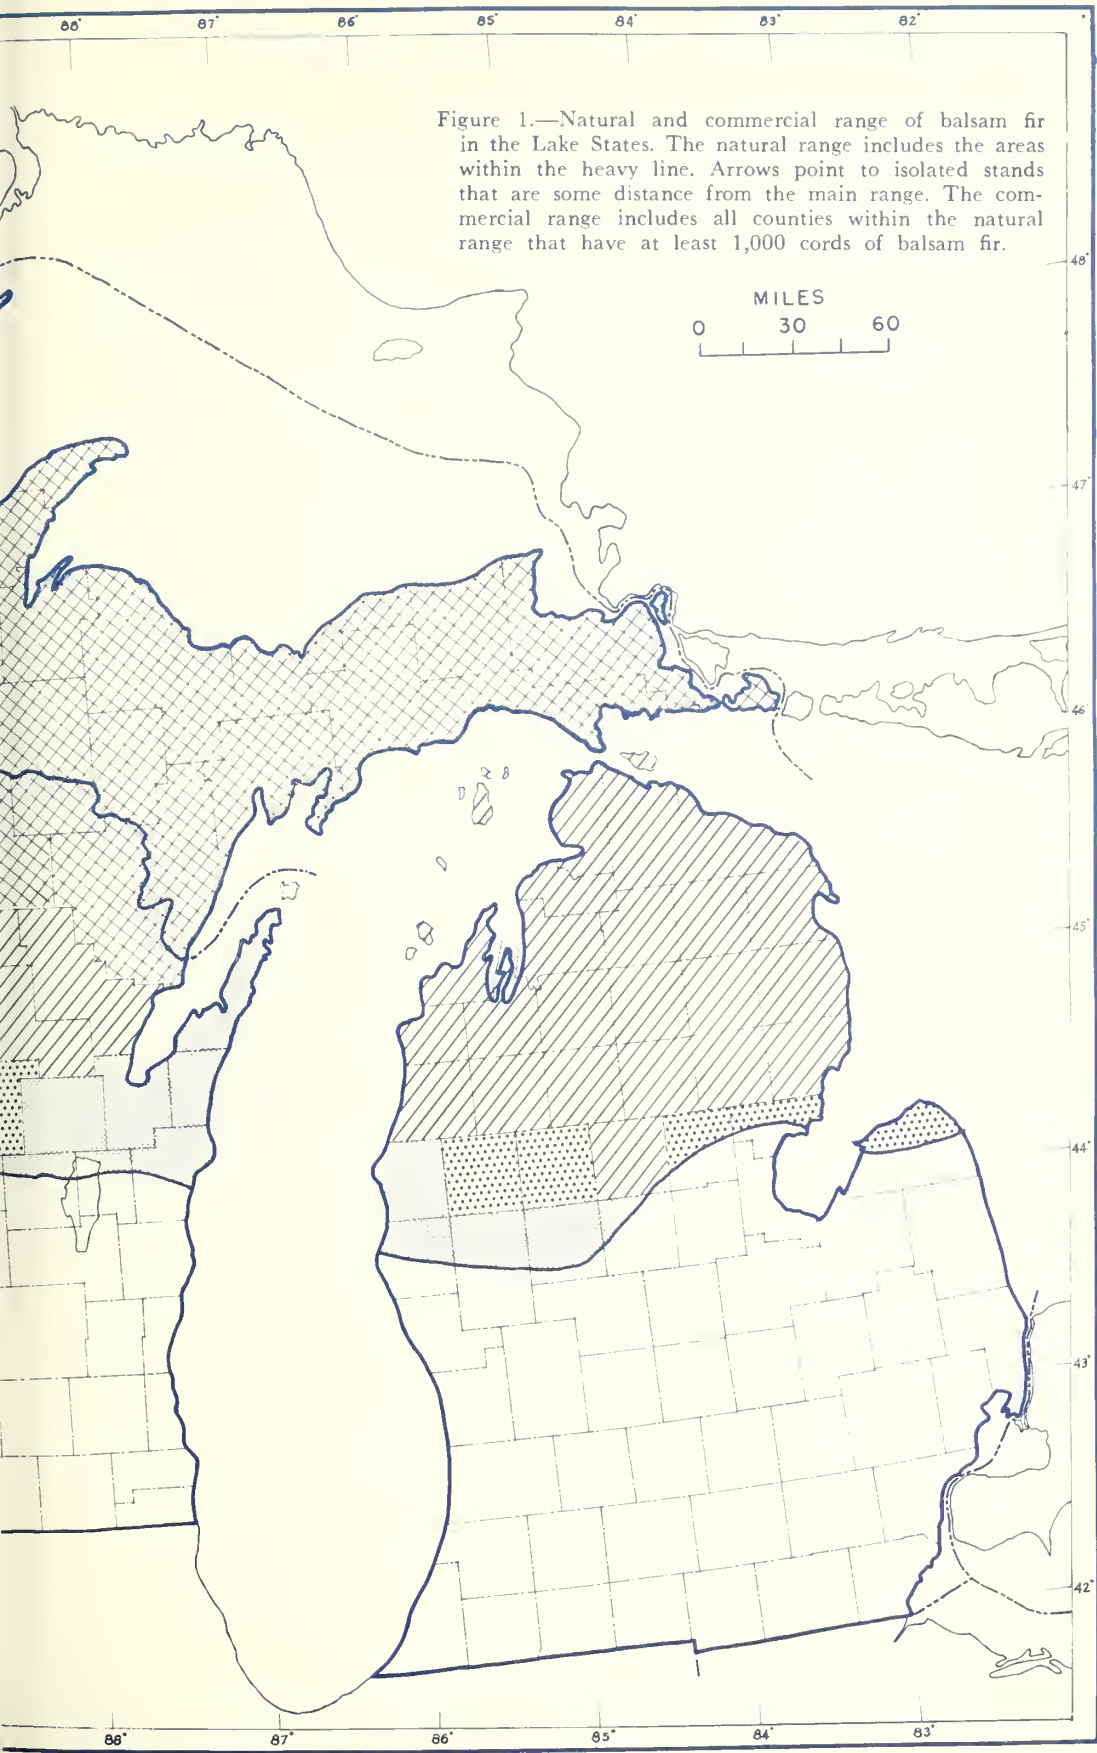 88° 87° 86° 85° 84° 83° 82°
Figure 1.—Natural and commercial range of balsam fir
in the Lake States. The natural range includes the areas
within the heavy line. Arrows point to isolated stands
that are some distance from the main range. The com-
mercial range includes all counties within the natural
range that have at least 1,000 cords of balsam fir.
48°
MILES
0 30 60
47°
46°
45°
44°
43°
42°
88° 87° 86° 85° 84° 83°